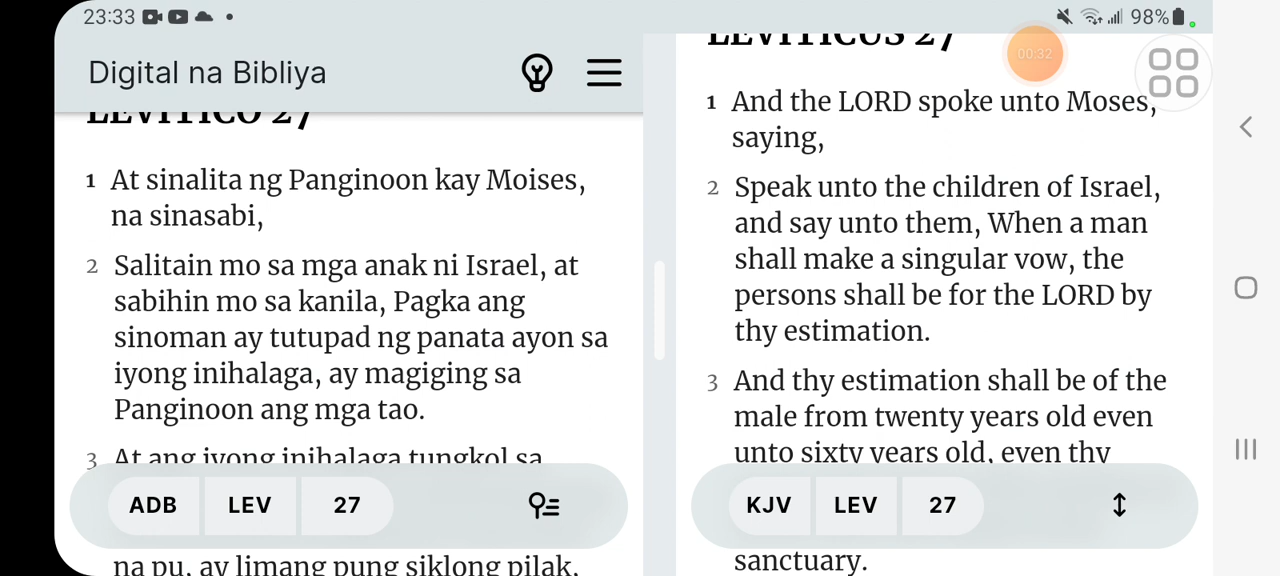 23:33
98%
00:32
Digital na Bibliya
LEVITICO 27
1 At sinalita ng Panginoon kay Moises,
na sinasabi,
2 Salitain mo sa mga anak ni Israel, at
sabihin mo sa kanila, Pagka ang
sinoman ay tutupad ng panata ayon sa
iyong inihalaga, ay magiging sa
Panginoon ang mga tao.
3 At ang iyong inihalaga tungkol sa
ADB LEV 27
na pu, ay limang pung siklong pilak,
LEVITICUS 27
1 And the LORD spoke unto Moses,
saying,
2 Speak unto the children of Israel,
and say unto them, When a man
shall make a singular vow, the
persons shall be for the LORD by
thy estimation.
3 And thy estimation shall be of the
male from twenty years old even
unto sixty years old, even thy
KJV LEV 27
sanctuary.